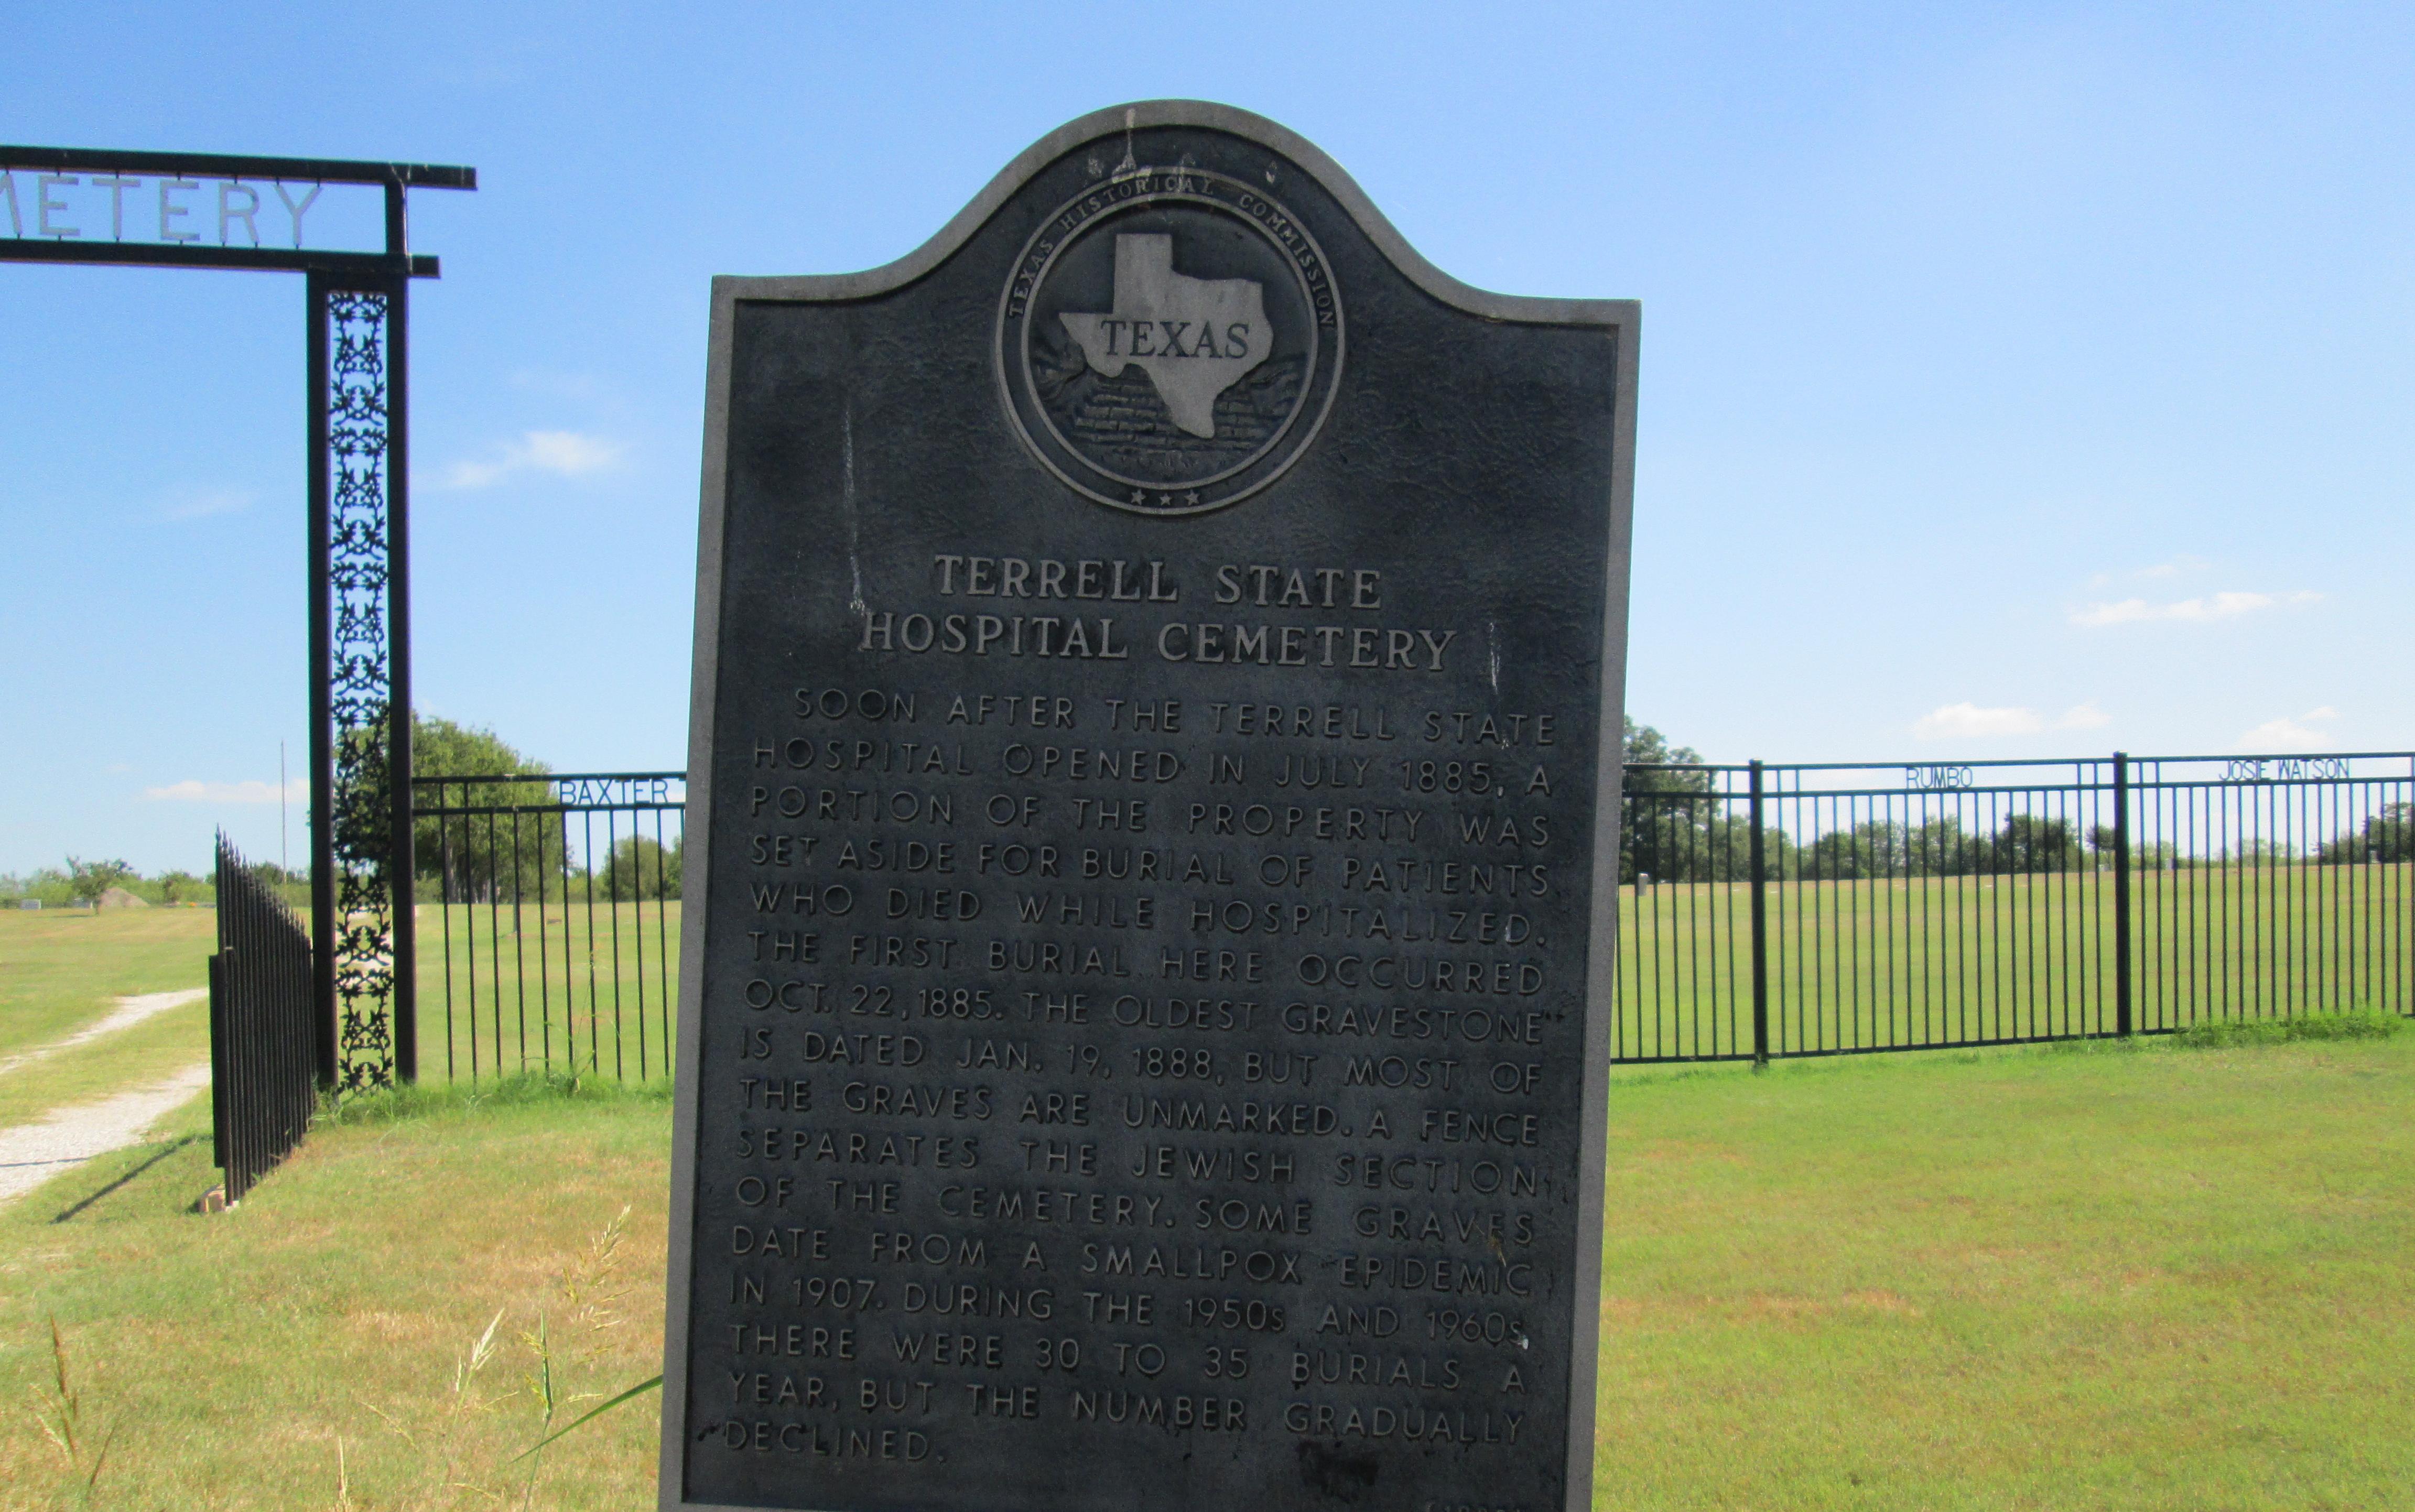 METERY
TEXAS HISTORICAL COMMISSION
TEXAS
TERRELL STATE
HOSPITAL CEMETERY
SOON AFTER THE TERRELL STATE
HOSPITAL OPENED IN JULY 1885, A
PORTION OF THE PROPERTY WAS
SET ASIDE FOR BURIAL OF PATIENTS
WHO DIED WHILE HOSPITALIZED.
THE FIRST BURIAL HERE OCCURRED
OCT. 22, 1885. THE OLDEST GRAVESTONE
IS DATED JAN. 19, 1888, BUT MOST OF
THE GRAVES ARE UNMARKED. A FENCE
SEPARATES THE JEWISH SECTION
OF THE CEMETERY. SOME GRAVES
DATE FROM A SMALLPOX EPIDEMIC
IN 1907. DURING THE 1950s AND 1960s
THERE WERE 30 TO 35 BURIALS A
YEAR, BUT THE NUMBER GRADUALLY
DECLINED.
BAXTER
RUMBO
JOSIE WATSON